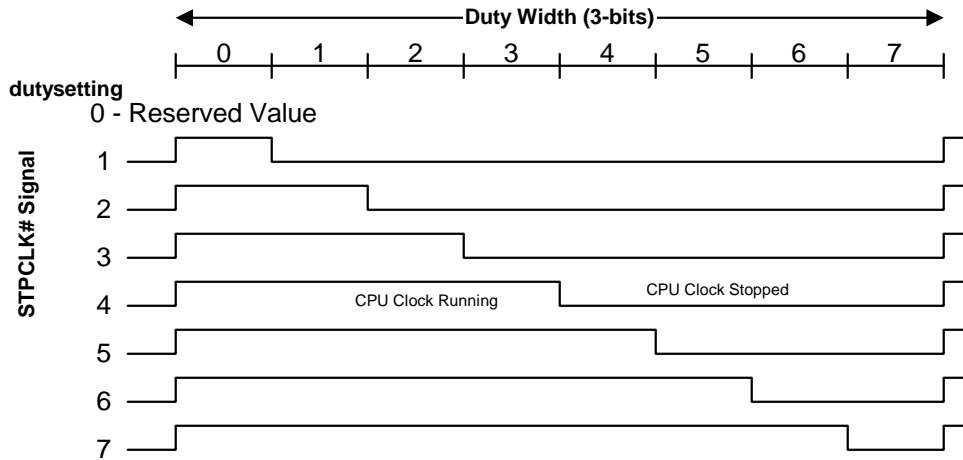 Duty Width (3-bits)
0 1 2 3 4 5 6 7
dutysetting
0 - Reserved Value
STPCLK# Signal
1
2
3
4 CPU Clock Running CPU Clock Stopped
5
6
7